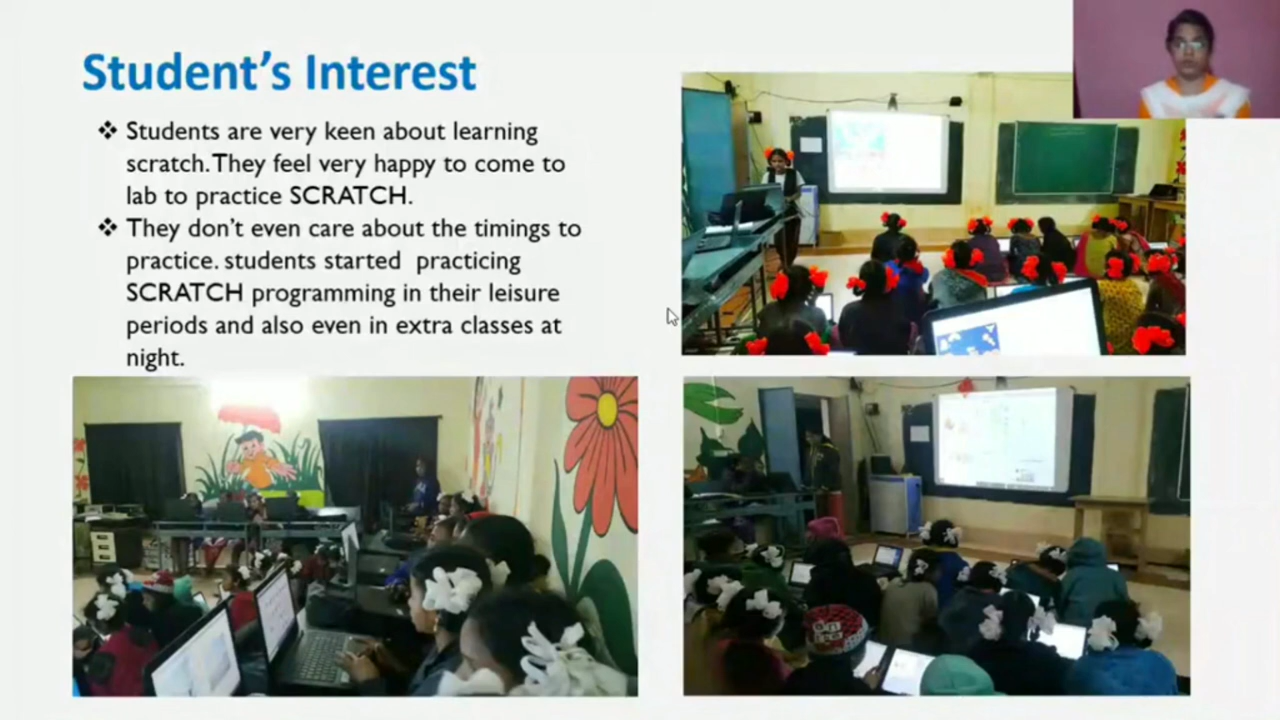 Student's Interest
❖ Students are very keen about learning
scratch.They feel very happy to come to
lab to practice SCRATCH.
❖ They don't even care about the timings to
practice. students started practicing
SCRATCH programming in their leisure
periods and also even in extra classes at
night.